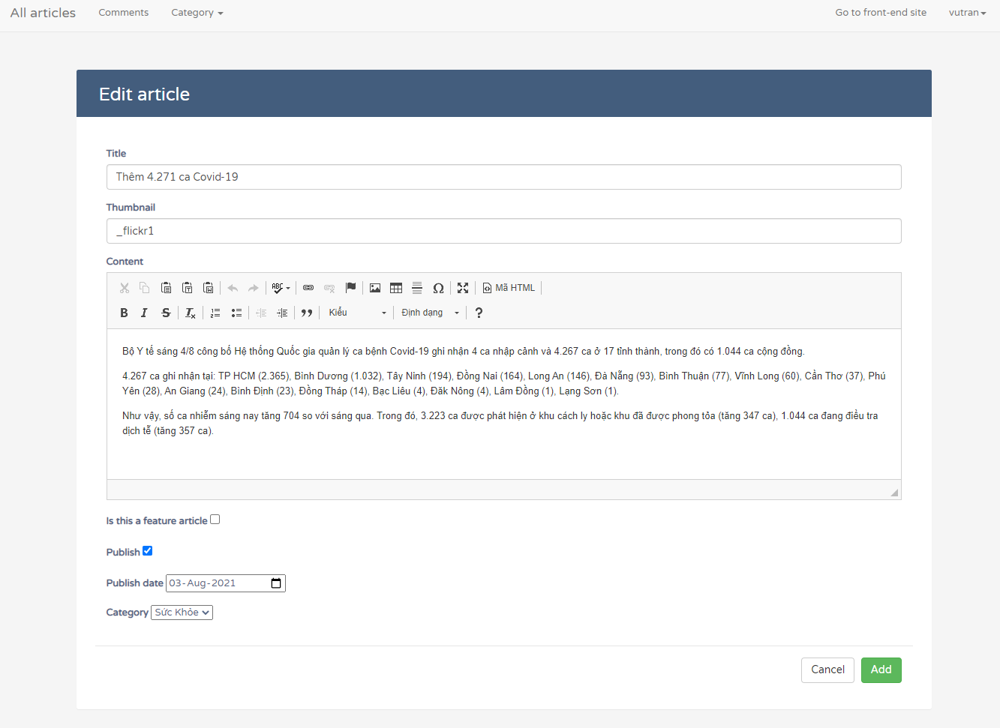 All articles Comments Category Go to front-end site vutran
Edit article
Title
Thêm 4.271 ca Covid-19
Thumbnail
_flickr1
Content
ABC Mã HTML
B I S Kiểu Định dạng ?
Bộ Y tế sáng 4/8 công bố Hệ thống Quốc gia quản lý ca bệnh Covid-19 ghi nhận 4 ca nhập cảnh và 4.267 ca ở 17 tỉnh thành, trong đó có 1.044 ca cộng đồng.
4.267 ca ghi nhận tại: TP HCM (2.365), Bình Dương (1.032), Tây Ninh (194), Đồng Nai (164), Long An (146), Đà Nẵng (93), Bình Thuận (77), Vĩnh Long (60), Cần Thơ (37), Phú
Yên (28), An Giang (24), Bình Định (23), Đồng Tháp (14), Bạc Liêu (4), Đăk Nông (4), Lâm Đồng (1), Lạng Sơn (1).
Như vậy, số ca nhiễm sáng nay tăng 704 so với sáng qua. Trong đó, 3.223 ca được phát hiện ở khu cách ly hoặc khu đã được phong tỏa (tăng 347 ca), 1.044 ca đang điều tra
dịch tễ (tăng 357 ca).
Is this a feature article
Publish
Publish date 03-Aug-2021
Category Sức Khỏe
Cancel Add